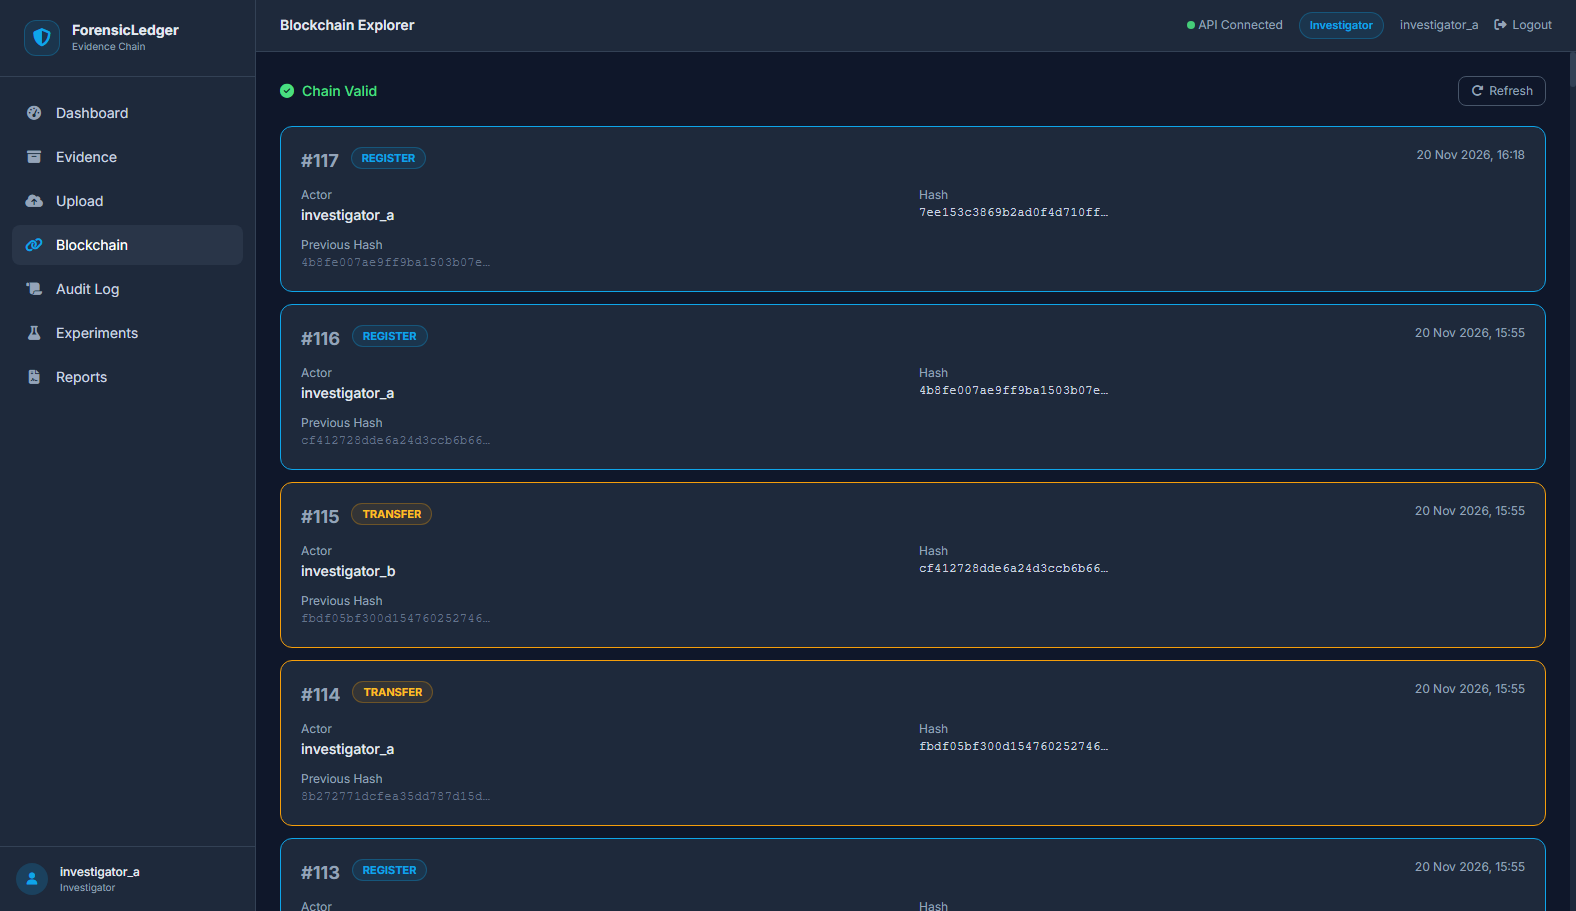 ForensicLedger
Evidence Chain
Dashboard
Evidence
Upload
Blockchain
Audit Log
Experiments
Reports
investigator_a
Investigator
Blockchain Explorer
API Connected
Investigator
investigator_a
Logout
Chain Valid
Refresh
#117 REGISTER 20 Nov 2026, 16:18
Actor
investigator_a
Hash
7ee153c3869b2ad0f4d710ff…
Previous Hash
4b8fe007ae9ff9ba1503b07e…
#116 REGISTER 20 Nov 2026, 15:55
Actor
investigator_a
Hash
4b8fe007ae9ff9ba1503b07e…
Previous Hash
cf412728dde6a24d3ccb6b66…
#115 TRANSFER 20 Nov 2026, 15:55
Actor
investigator_b
Hash
cf412728dde6a24d3ccb6b66…
Previous Hash
fbdf05bf300d154760252746…
#114 TRANSFER 20 Nov 2026, 15:55
Actor
investigator_a
Hash
fbdf05bf300d154760252746…
Previous Hash
8b272771dcfea35dd787d15d…
#113 REGISTER 20 Nov 2026, 15:55
Actor
Hash